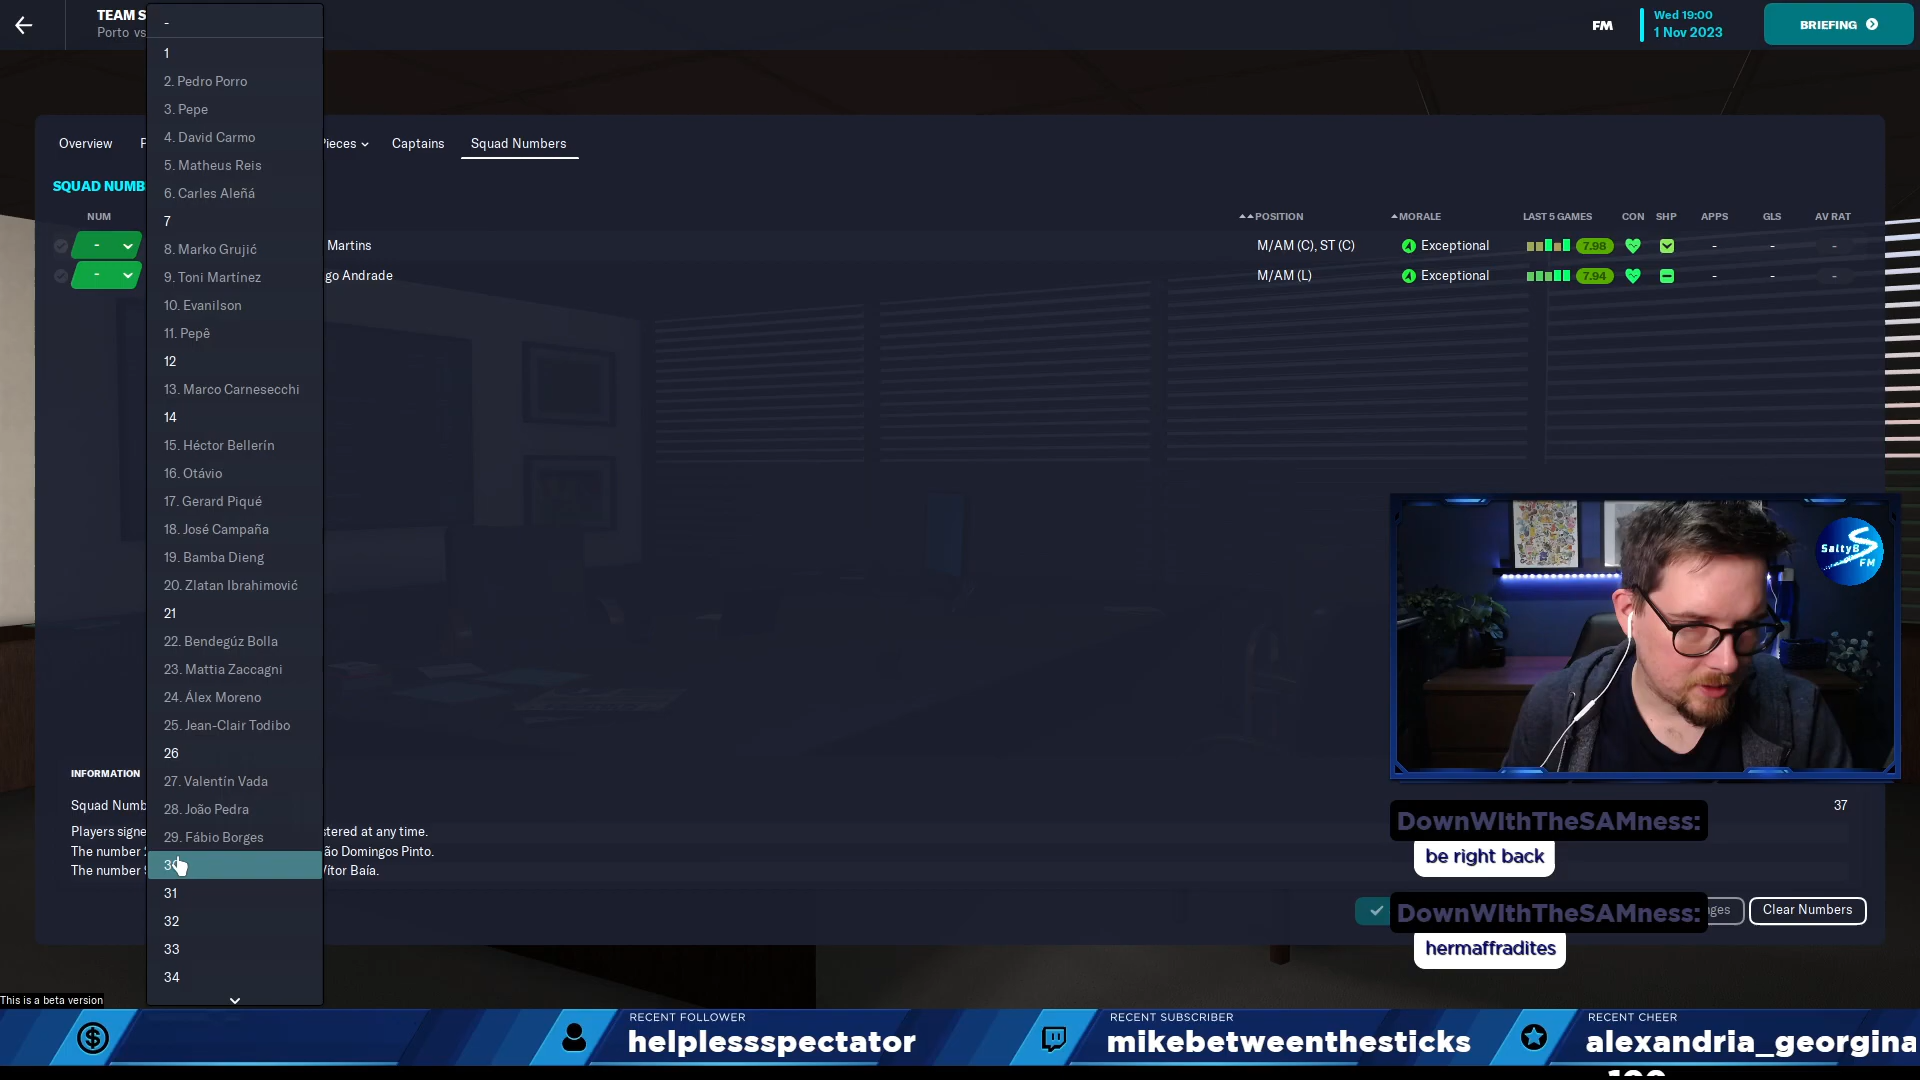 TEAM S
Porto vs
FM
Wed 19:00
1 Nov 2023
BRIEFING
-
1
2. Pedro Porro
3. Pepe
4. David Carmo
5. Matheus Reis
6. Carles Aleñá
7
8. Marko Grujić
9. Toni Martínez
10. Evanilson
11. Pepê
12
13. Marco Carnesecchi
14
15. Héctor Bellerín
16. Otávio
17. Gerard Piqué
18. José Campaña
19. Bamba Dieng
20. Zlatan Ibrahimović
21
22. Bendegúz Bolla
23. Mattia Zaccagni
24. Álex Moreno
25. Jean-Clair Todibo
26
27. Valentín Vada
28. João Pedra
29. Fábio Borges
31
32
33
34
Overview
Pieces
Captains
Squad Numbers
SQUAD NUMB
NUM
POSITION
MORALE
LAST 5 GAMES
CON
SHP
APPS
GLS
AV RAT
-
Martins
M/AM (C), ST (C)
Exceptional
7.98
-
-
-
-
go Andrade
M/AM (L)
Exceptional
7.94
-
-
-
SaltyB
FM
INFORMATION
Squad Numb
37
Players signe
stered at any time.
The number
ão Domingos Pinto.
The number
Vítor Baía.
nges
Clear Numbers
DownWIthTheSAMness:
be right back
DownWIthTheSAMness:
hermaffradites
This is a beta version
RECENT FOLLOWER
helplessspectator
RECENT SUBSCRIBER
mikebetweenthesticks
RECENT CHEER
alexandria_georgina